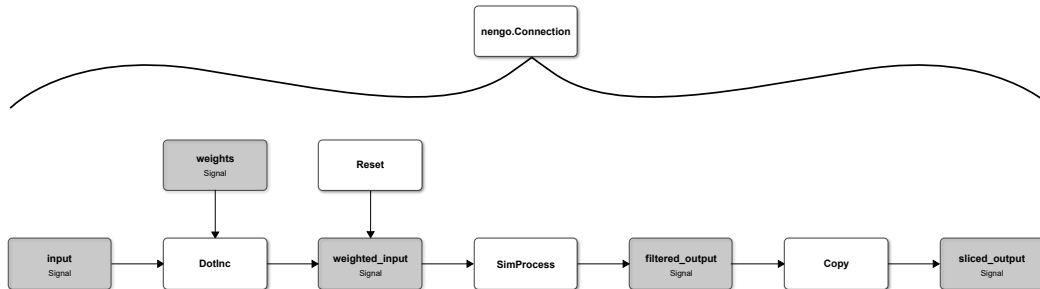 nengo.Connection
weights
Signal
Reset
input
Signal
DotInc
weighted_input
Signal
SimProcess
filtered_output
Signal
Copy
sliced_output
Signal